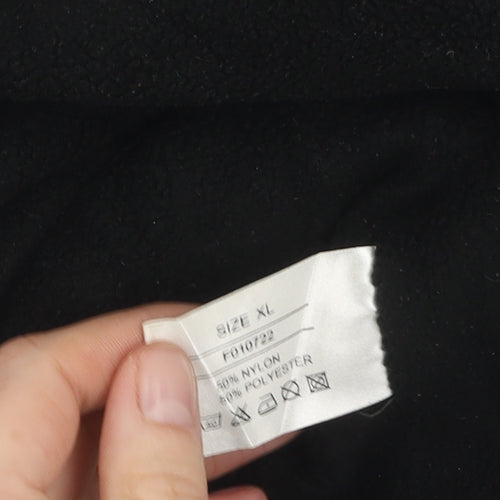 SIZE XL
F010722
50% NYLON
50% POLYESTER